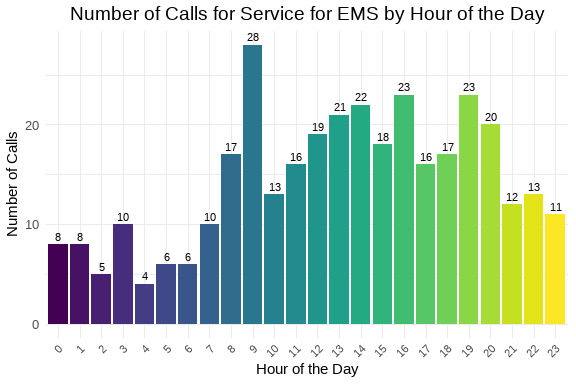 Number of Calls for Service for EMS by Hour of the Day
Number of Calls
20
10
0
8 8 5 10 4 6 6 10 17 28 13 16 19 21 22 18 23 16 17 23 20 12 13 11
0 1 2 3 4 5 6 7 8 9 10 11 12 13 14 15 16 17 18 19 20 21 22 23
Hour of the Day